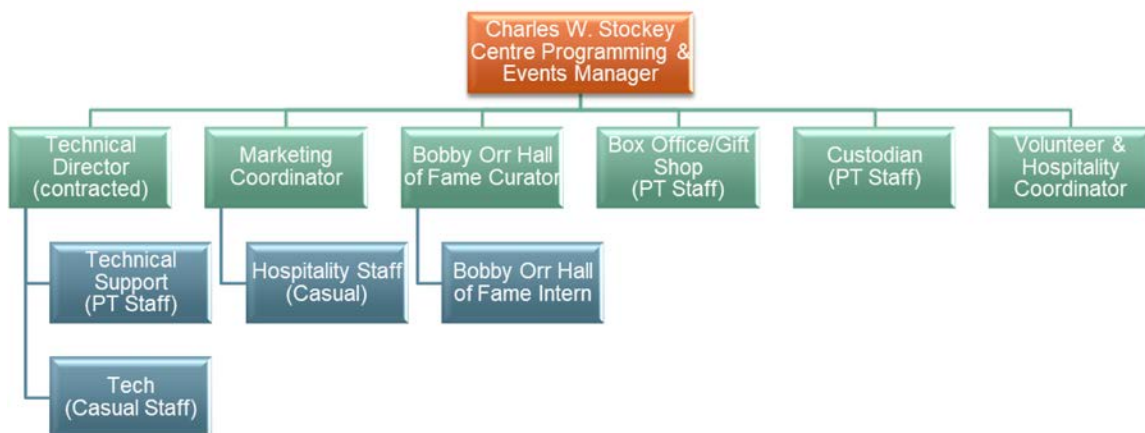 Charles W. Stockey
Centre Programming &
Events Manager
Technical
Director
(contracted)
Marketing
Coordinator
Bobby Orr Hall
of Fame Curator
Box Office/Gift
Shop
(PT Staff)
Custodian
(PT Staff)
Volunteer &
Hospitality
Coordinator
Technical
Support
(PT Staff)
Hospitality Staff
(Casual)
Bobby Orr Hall
of Fame Intern
Tech
(Casual Staff)